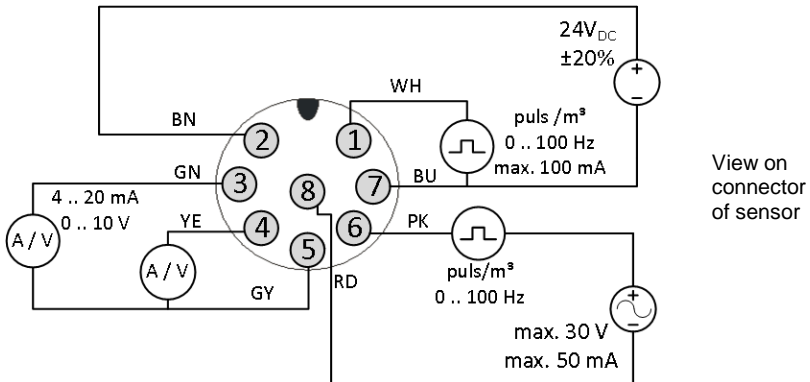 24V_DC
±20%
WH
puls /m³
0 .. 100 Hz
max. 100 mA
BN
2
1
GN
3
8
7
BU
4 .. 20 mA
0 .. 10 V
YE
4
6
PK
A / V
A / V
5
GY
RD
puls/m³
0 .. 100 Hz
max. 30 V
max. 50 mA
View on
connector
of sensor